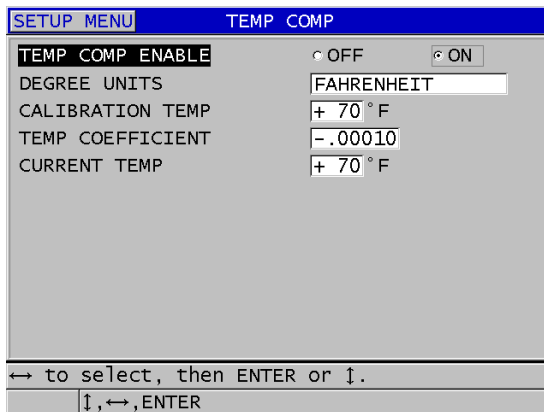 SETUP MENU TEMP COMP
TEMP COMP ENABLE OFF ON
DEGREE UNITS FAHRENHEIT
CALIBRATION TEMP + 70 °F
TEMP COEFFICIENT -.00010
CURRENT TEMP + 70 °F
↔ to select, then ENTER or ↕.
↕,↔,ENTER